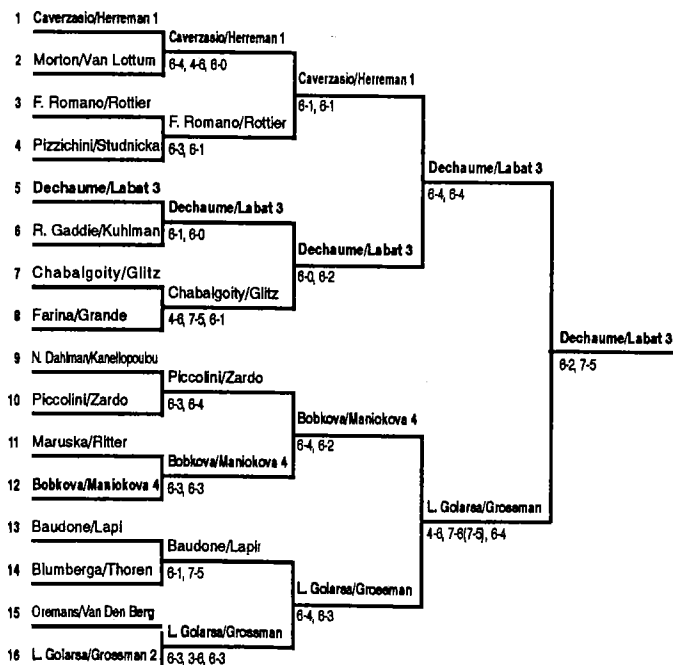 1 Caverzasio/Herreman 1
2 Morton/Van Lottum
3 F. Romano/Rottier
4 Pizzichini/Studnicka
5 Dechaume/Labat 3
6 R. Gaddie/Kuhlman
7 Chabalgoity/Glitz
8 Farina/Grande
9 N. Dahlman/Kanellopoulou
10 Piccolini/Zardo
11 Maruska/Ritter
12 Bobkova/Maniokova 4
13 Baudone/Lapi
14 Blumberga/Thoren
15 Oremans/Van Den Berg
16 L. Golarsa/Grossman 2
Caverzasio/Herreman 1
6-4, 4-6, 6-0
F. Romano/Rottier
6-3, 6-1
Dechaume/Labat 3
6-1, 6-0
Chabalgoity/Glitz
4-6, 7-5, 6-1
Piccolini/Zardo
6-3, 6-4
Bobkova/Maniokova 4
6-3, 6-3
Baudone/Lapir
6-1, 7-5
L. Golarsa/Grossman
6-3, 3-6, 6-3
Caverzasio/Herreman 1
6-1, 6-1
Dechaume/Labat 3
6-0, 6-2
Bobkova/Maniokova 4
6-4, 6-2
L. Golarsa/Grossman
6-4, 6-3
Dechaume/Labat 3
6-4, 6-4
L. Golarsa/Grossman
4-6, 7-6(7-5), 6-4
Dechaume/Labat 3
6-2, 7-5